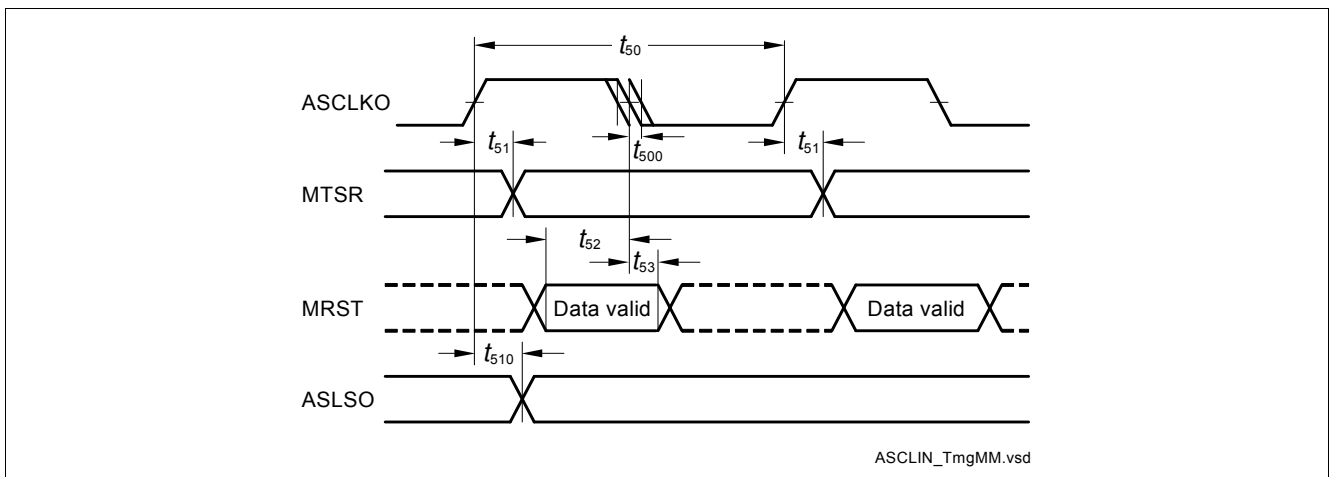 t50
ASCLKO
t51
t500
t51
MTSR
t52
t53
MRST
Data valid
Data valid
t510
ASLSO
ASCLIN_TmgMM.vsd